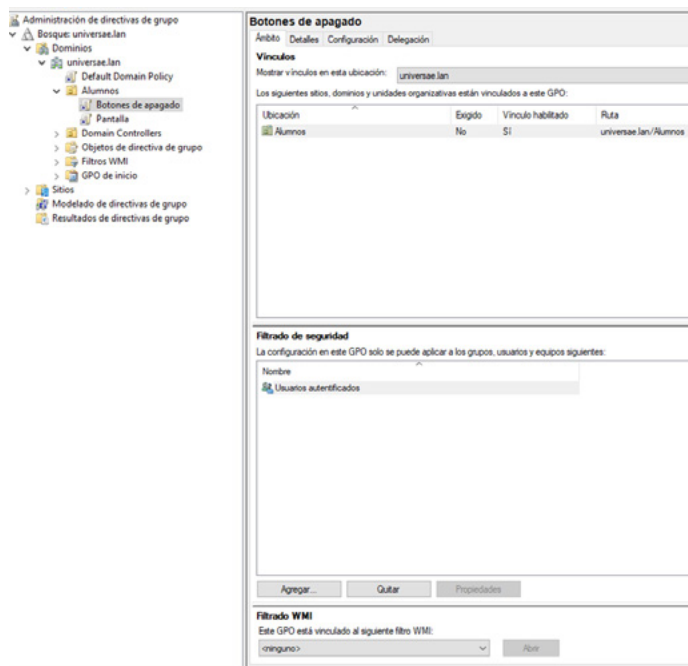 Administración de directivas de grupo
Bosque: universae.lan
Dominios
universae.lan
Default Domain Policy
Alumnos
Botones de apagado
Pantalla
Domain Controllers
Objetos de directiva de grupo
Filtros WMI
GPO de inicio
Sitios
Modelado de directivas de grupo
Resultados de directivas de grupo
Botones de apagado
Ámbito Detalles Configuración Delegación
Vínculos
Mostrar vínculos en esta ubicación: universae.lan
Los siguientes sitios, dominios y unidades organizativas están vinculados a este GPO:
Ubicación Exigido Vínculo habilitado Ruta
Alumnos No Sí universae.lan/Alumnos
Filtrado de seguridad
La configuración en este GPO solo se puede aplicar a los grupos, usuarios y equipos siguientes:
Nombre
Usuarios autentificados
Agregar... Quitar Propiedades
Filtrado WMI
Este GPO está vinculado al siguiente filtro WMI:
<ninguno> Abrir